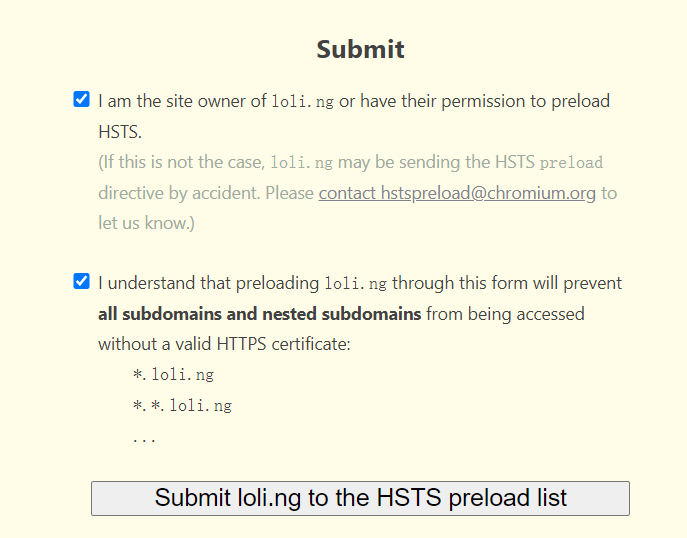 Submit
I am the site owner of loli.ng or have their permission to preload
HSTS.
(If this is not the case, loli.ng may be sending the HSTS preload
directive by accident. Please contact hstspreload@chromium.org to
let us know.)
I understand that preloading loli.ng through this form will prevent
all subdomains and nested subdomains from being accessed
without a valid HTTPS certificate:
*.loli.ng
*.*.loli.ng
...
Submit loli.ng to the HSTS preload list